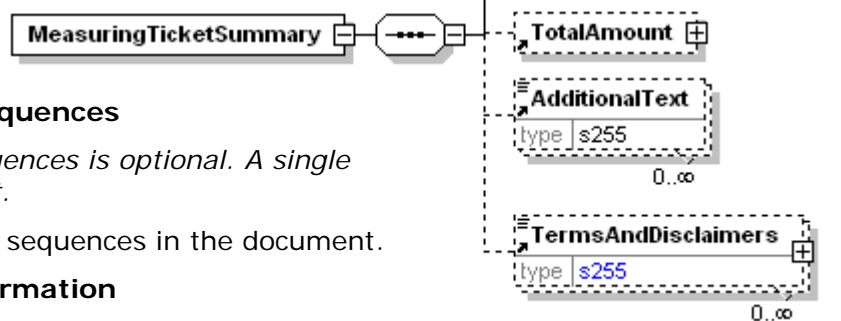 MeasuringTicketSummary
TotalAmount
AdditionalText
type s255
0..∞
TermsAndDisclaimers
type s255
0..∞
quences
uences is optional. A single
t.
sequences in the document.
rmation